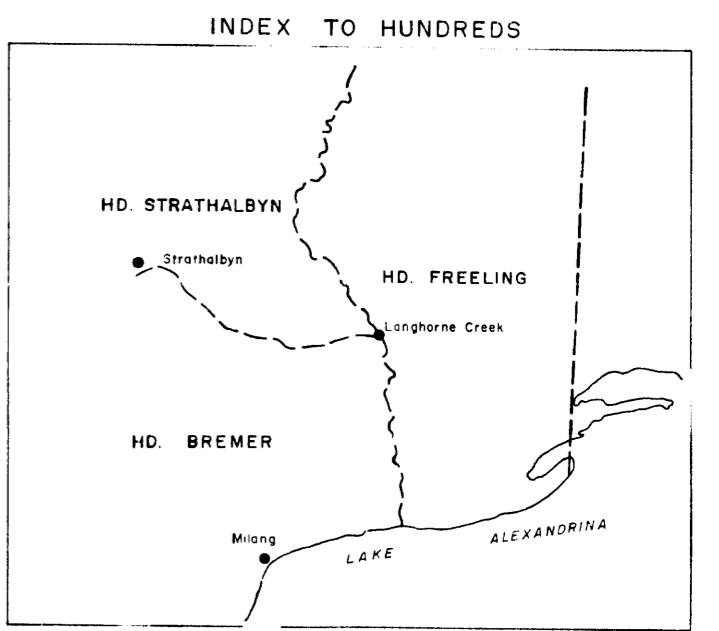 INDEX TO HUNDREDS
HD. STRATHALBYN
Strathalbyn
HD. FREELING
Langhorne Creek
HD. BREMER
Milang
LAKE ALEXANDRINA